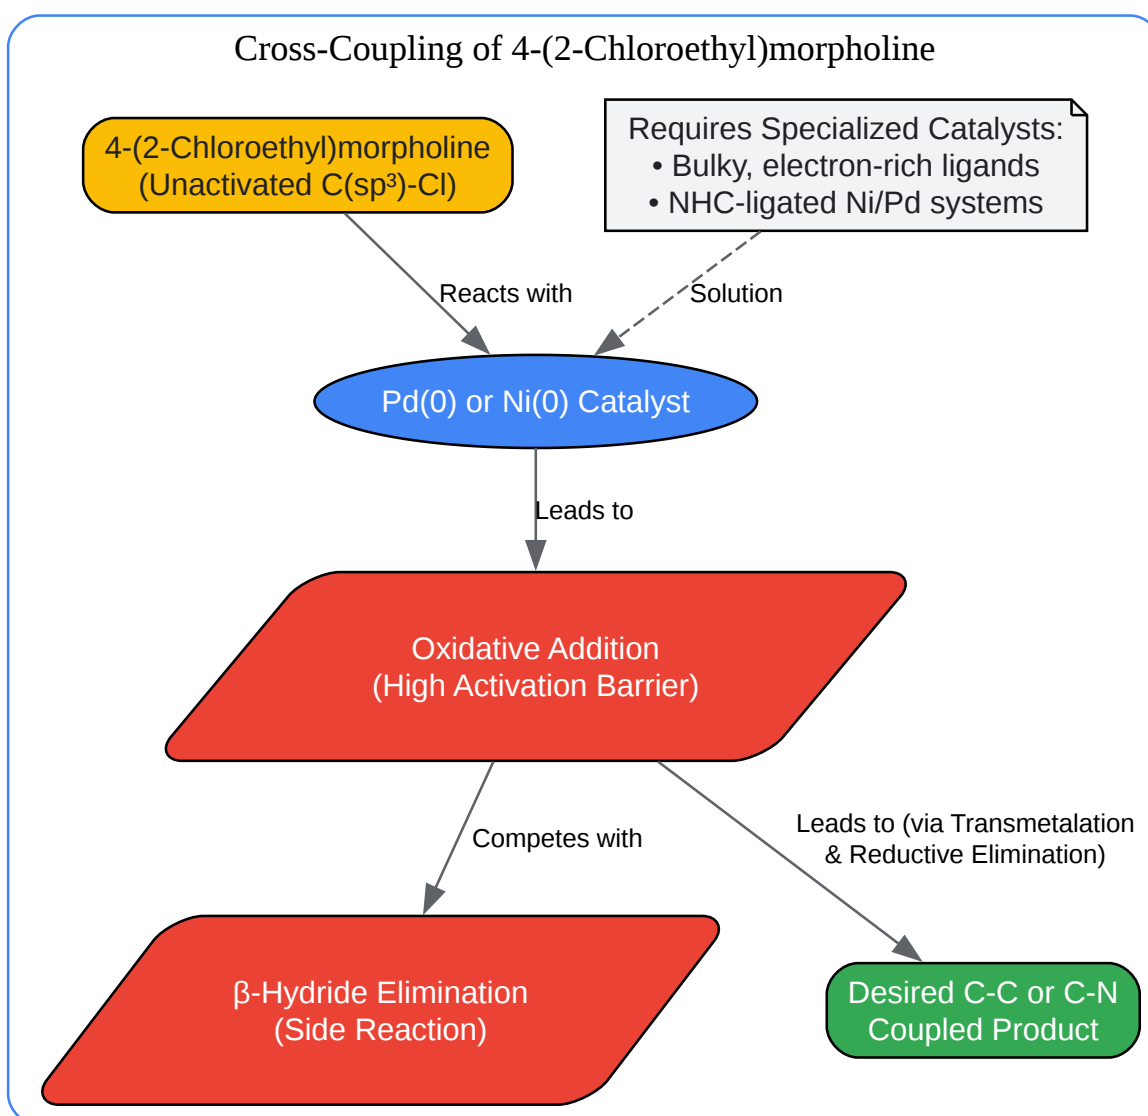 Cross-Coupling of 4-(2-Chloroethyl)morpholine
4-(2-Chloroethyl)morpholine
(Unactivated C(sp³)-Cl)
Requires Specialized Catalysts:
• Bulky, electron-rich ligands
• NHC-ligated Ni/Pd systems
Reacts with
Solution
Pd(0) or Ni(0) Catalyst
Leads to
Oxidative Addition
(High Activation Barrier)
Competes with
Leads to (via Transmetalation
& Reductive Elimination)
β-Hydride Elimination
(Side Reaction)
Desired C-C or C-N
Coupled Product